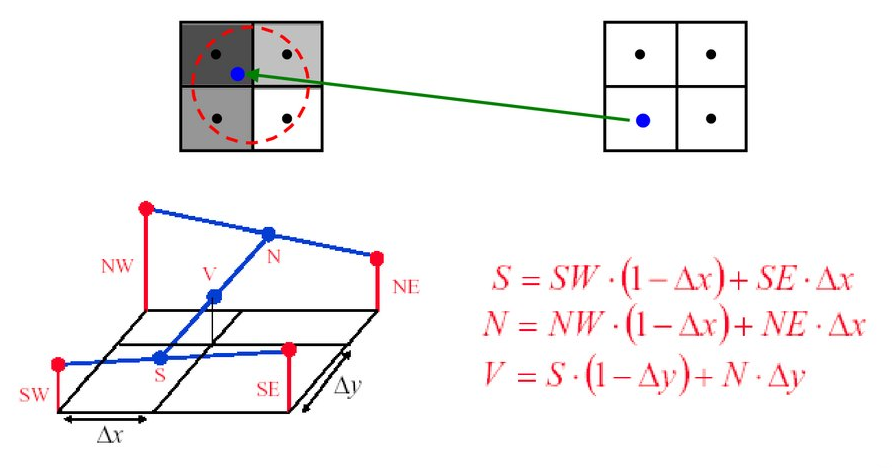 NW
N
V
NE
S
SW
SE
Δy
Δx
S = SW · (1 − Δx) + SE · Δx
N = NW · (1 − Δx) + NE · Δx
V = S · (1 − Δy) + N · Δy